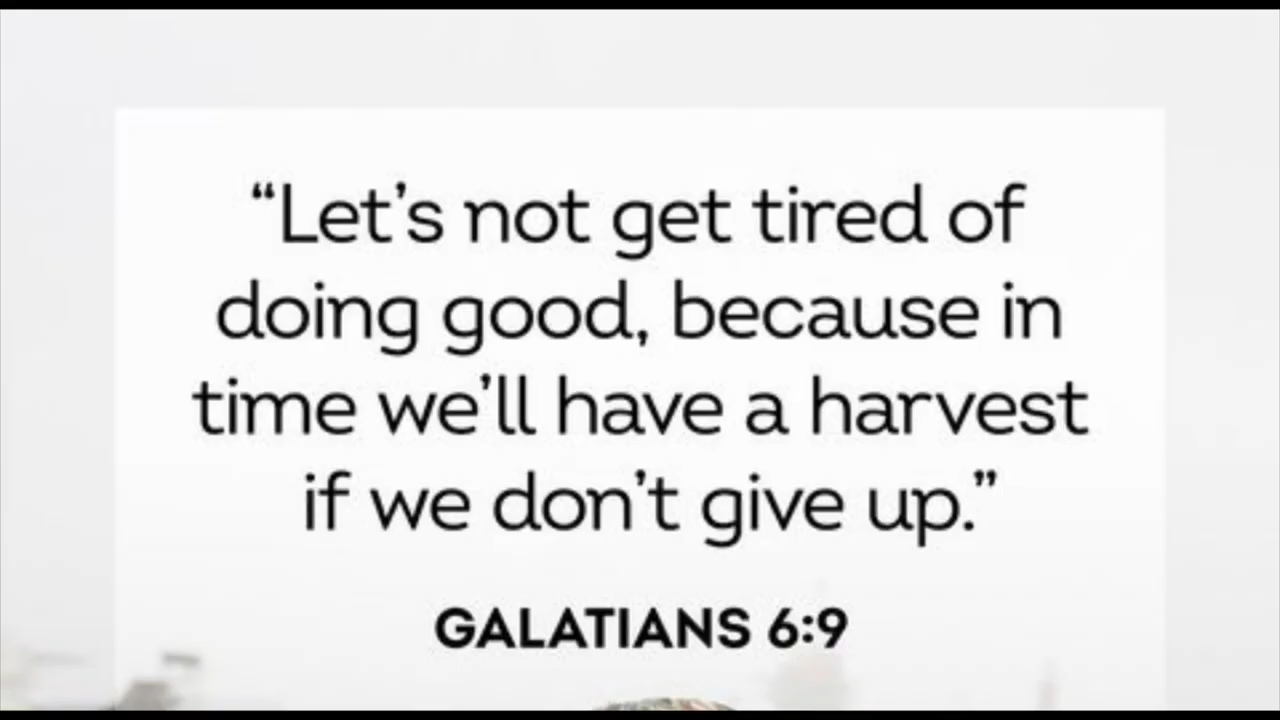 “Let’s not get tired of
doing good, because in
time we’ll have a harvest
if we don’t give up.”
GALATIANS 6:9